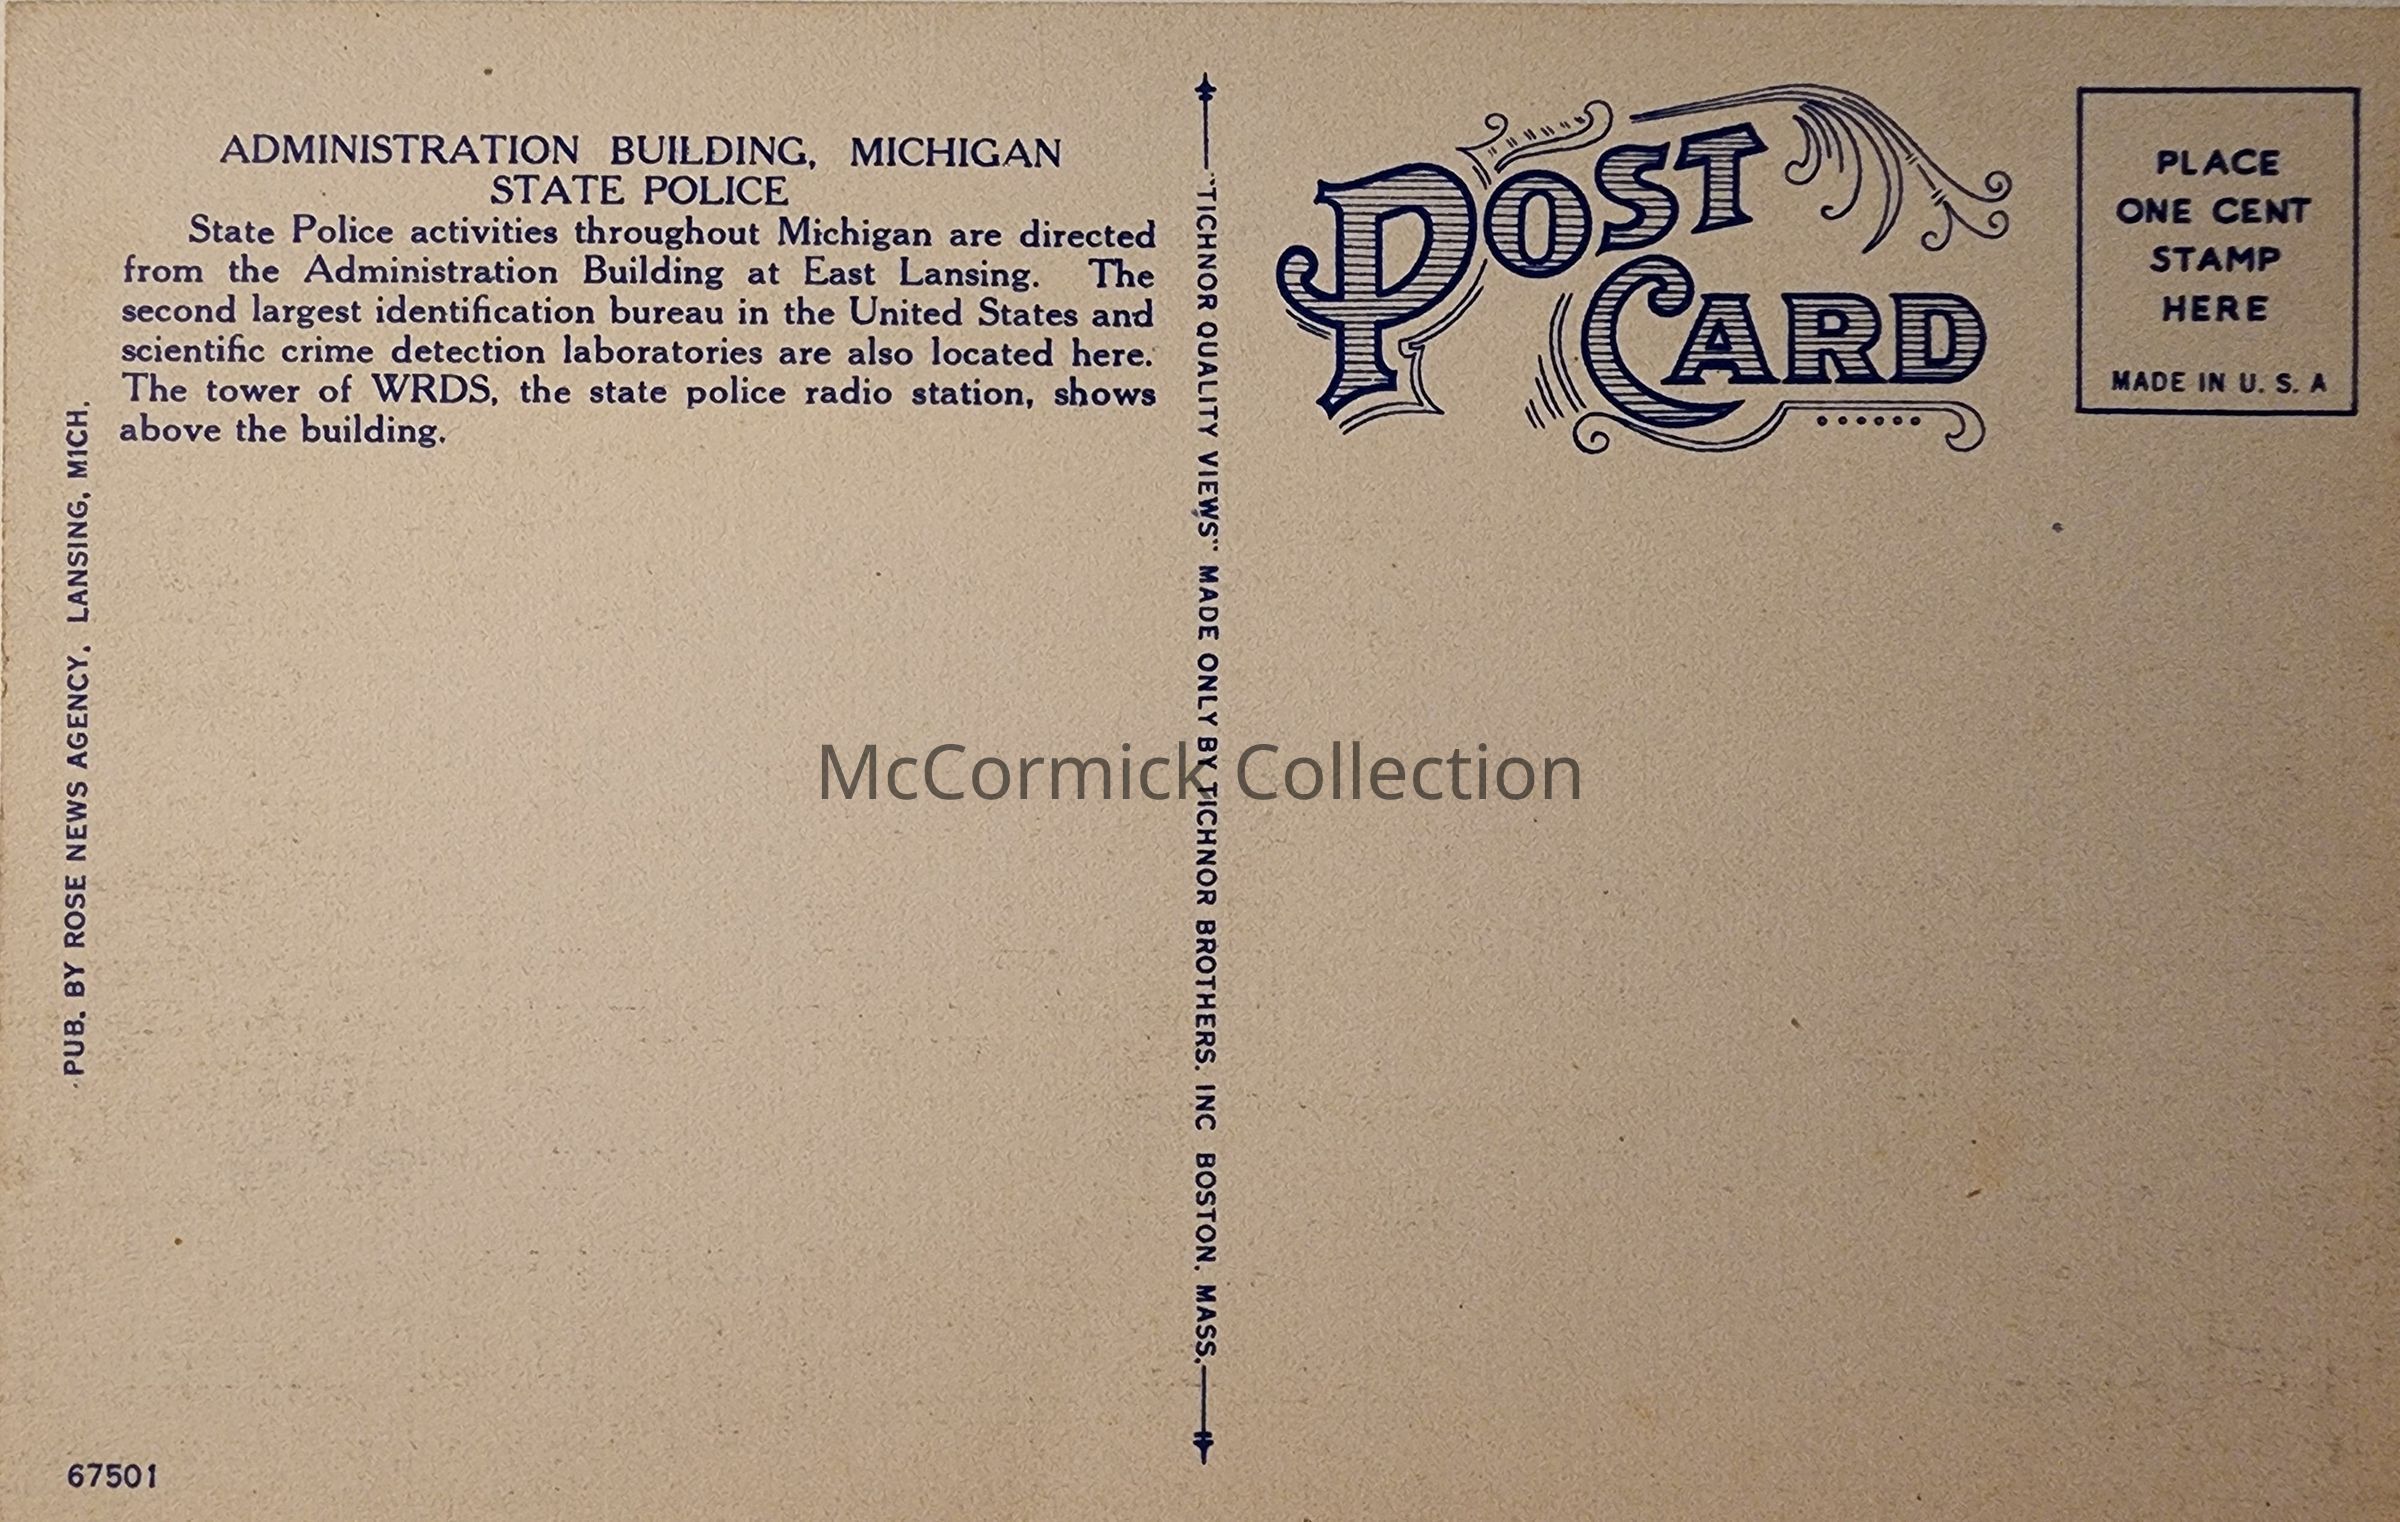 ADMINISTRATION BUILDING, MICHIGAN
STATE POLICE
State Police activities throughout Michigan are directed
from the Administration Building at East Lansing. The
second largest identification bureau in the United States and
scientific crime detection laboratories are also located here.
The tower of WRDS, the state police radio station, shows
above the building.
PUB. BY ROSE NEWS AGENCY, LANSING, MICH.
67501
"TICHNOR QUALITY VIEWS" MADE ONLY BY TICHNOR BROTHERS, INC BOSTON, MASS.
POST
CARD
PLACE
ONE CENT
STAMP
HERE
MADE IN U. S. A
McCormick Collection